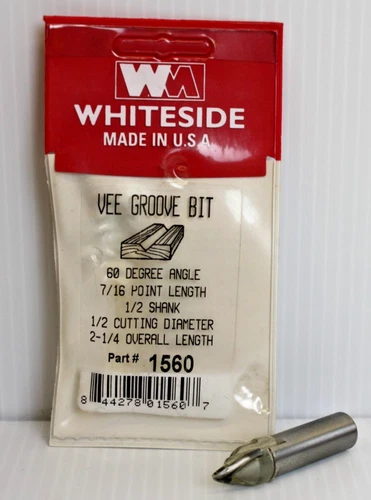 WM
WHITESIDE
MADE IN U.S.A.
VEE GROOVE BIT
60 DEGREE ANGLE
7/16 POINT LENGTH
1/2 SHANK
1/2 CUTTING DIAMETER
2-1/4 OVERALL LENGTH
Part # 1560
8 44278 01560 7